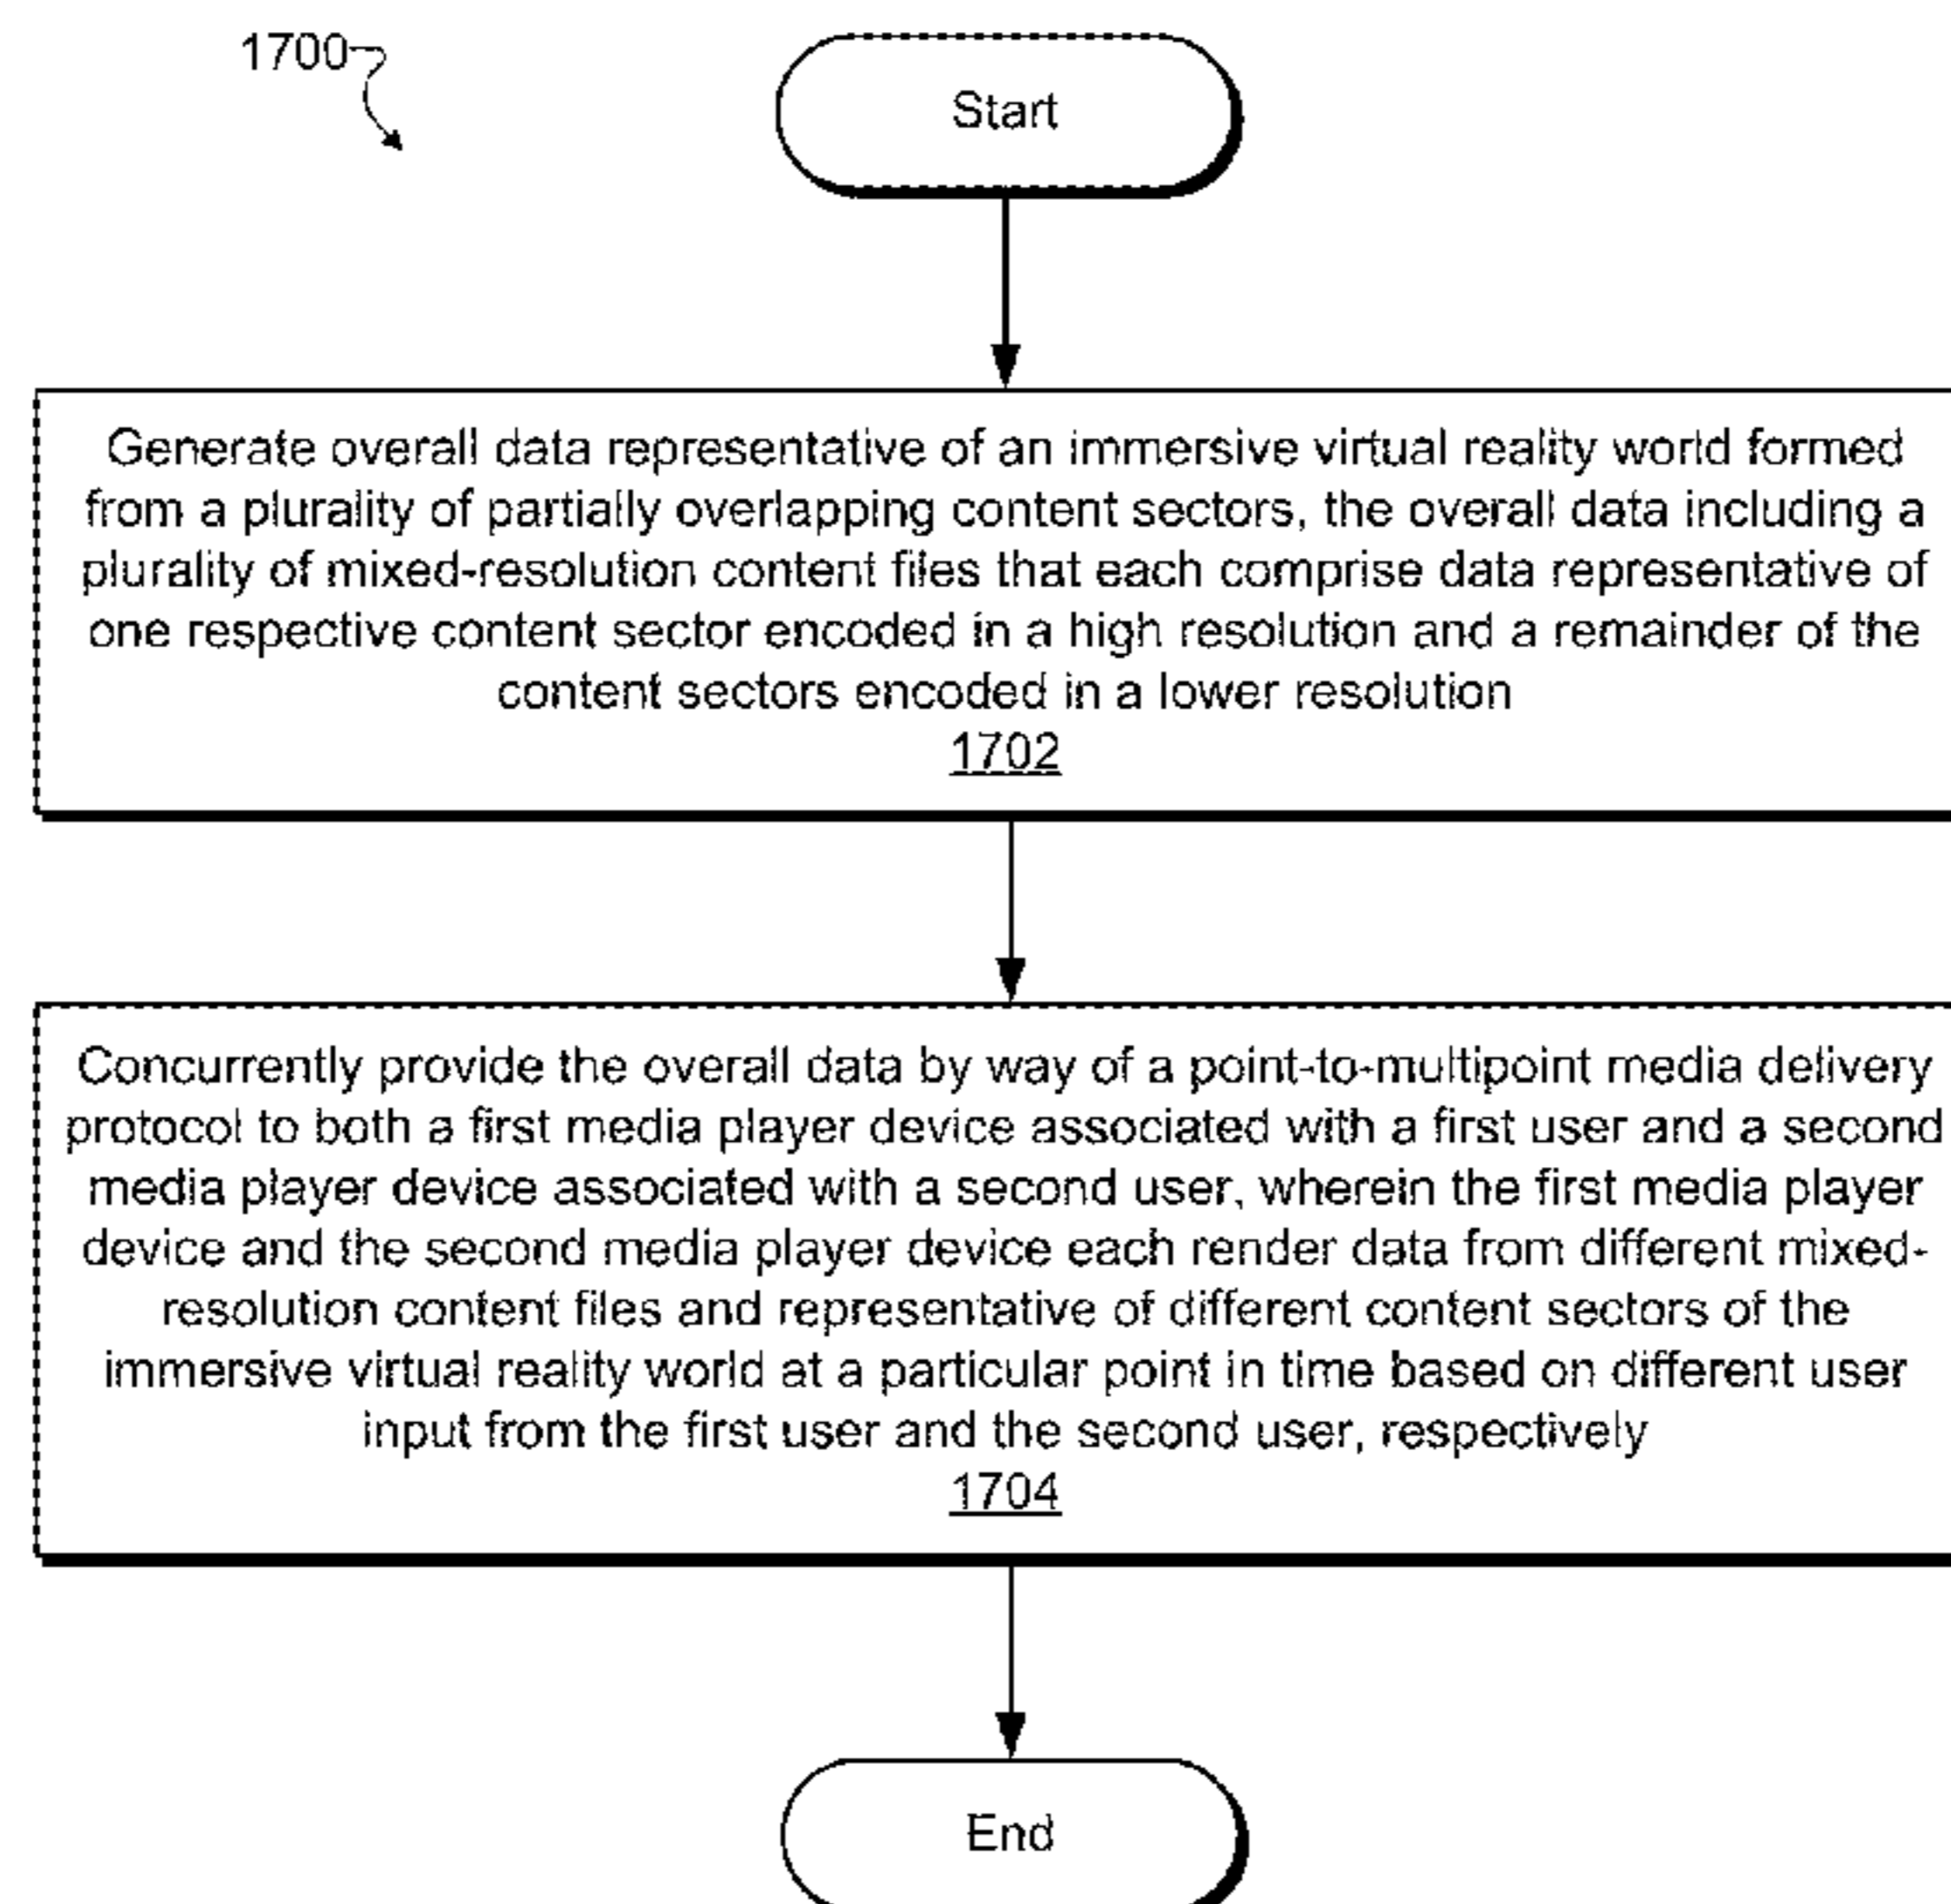 1700
Start
Generate overall data representative of an immersive virtual reality world formed
from a plurality of partially overlapping content sectors, the overall data including a
plurality of mixed-resolution content files that each comprise data representative of
one respective content sector encoded in a high resolution and a remainder of the
content sectors encoded in a lower resolution
1702
Concurrently provide the overall data by way of a point-to-multipoint media delivery
protocol to both a first media player device associated with a first user and a second
media player device associated with a second user, wherein the first media player
device and the second media player device each render data from different mixed-
resolution content files and representative of different content sectors of the
immersive virtual reality world at a particular point in time based on different user
input from the first user and the second user, respectively
1704
End